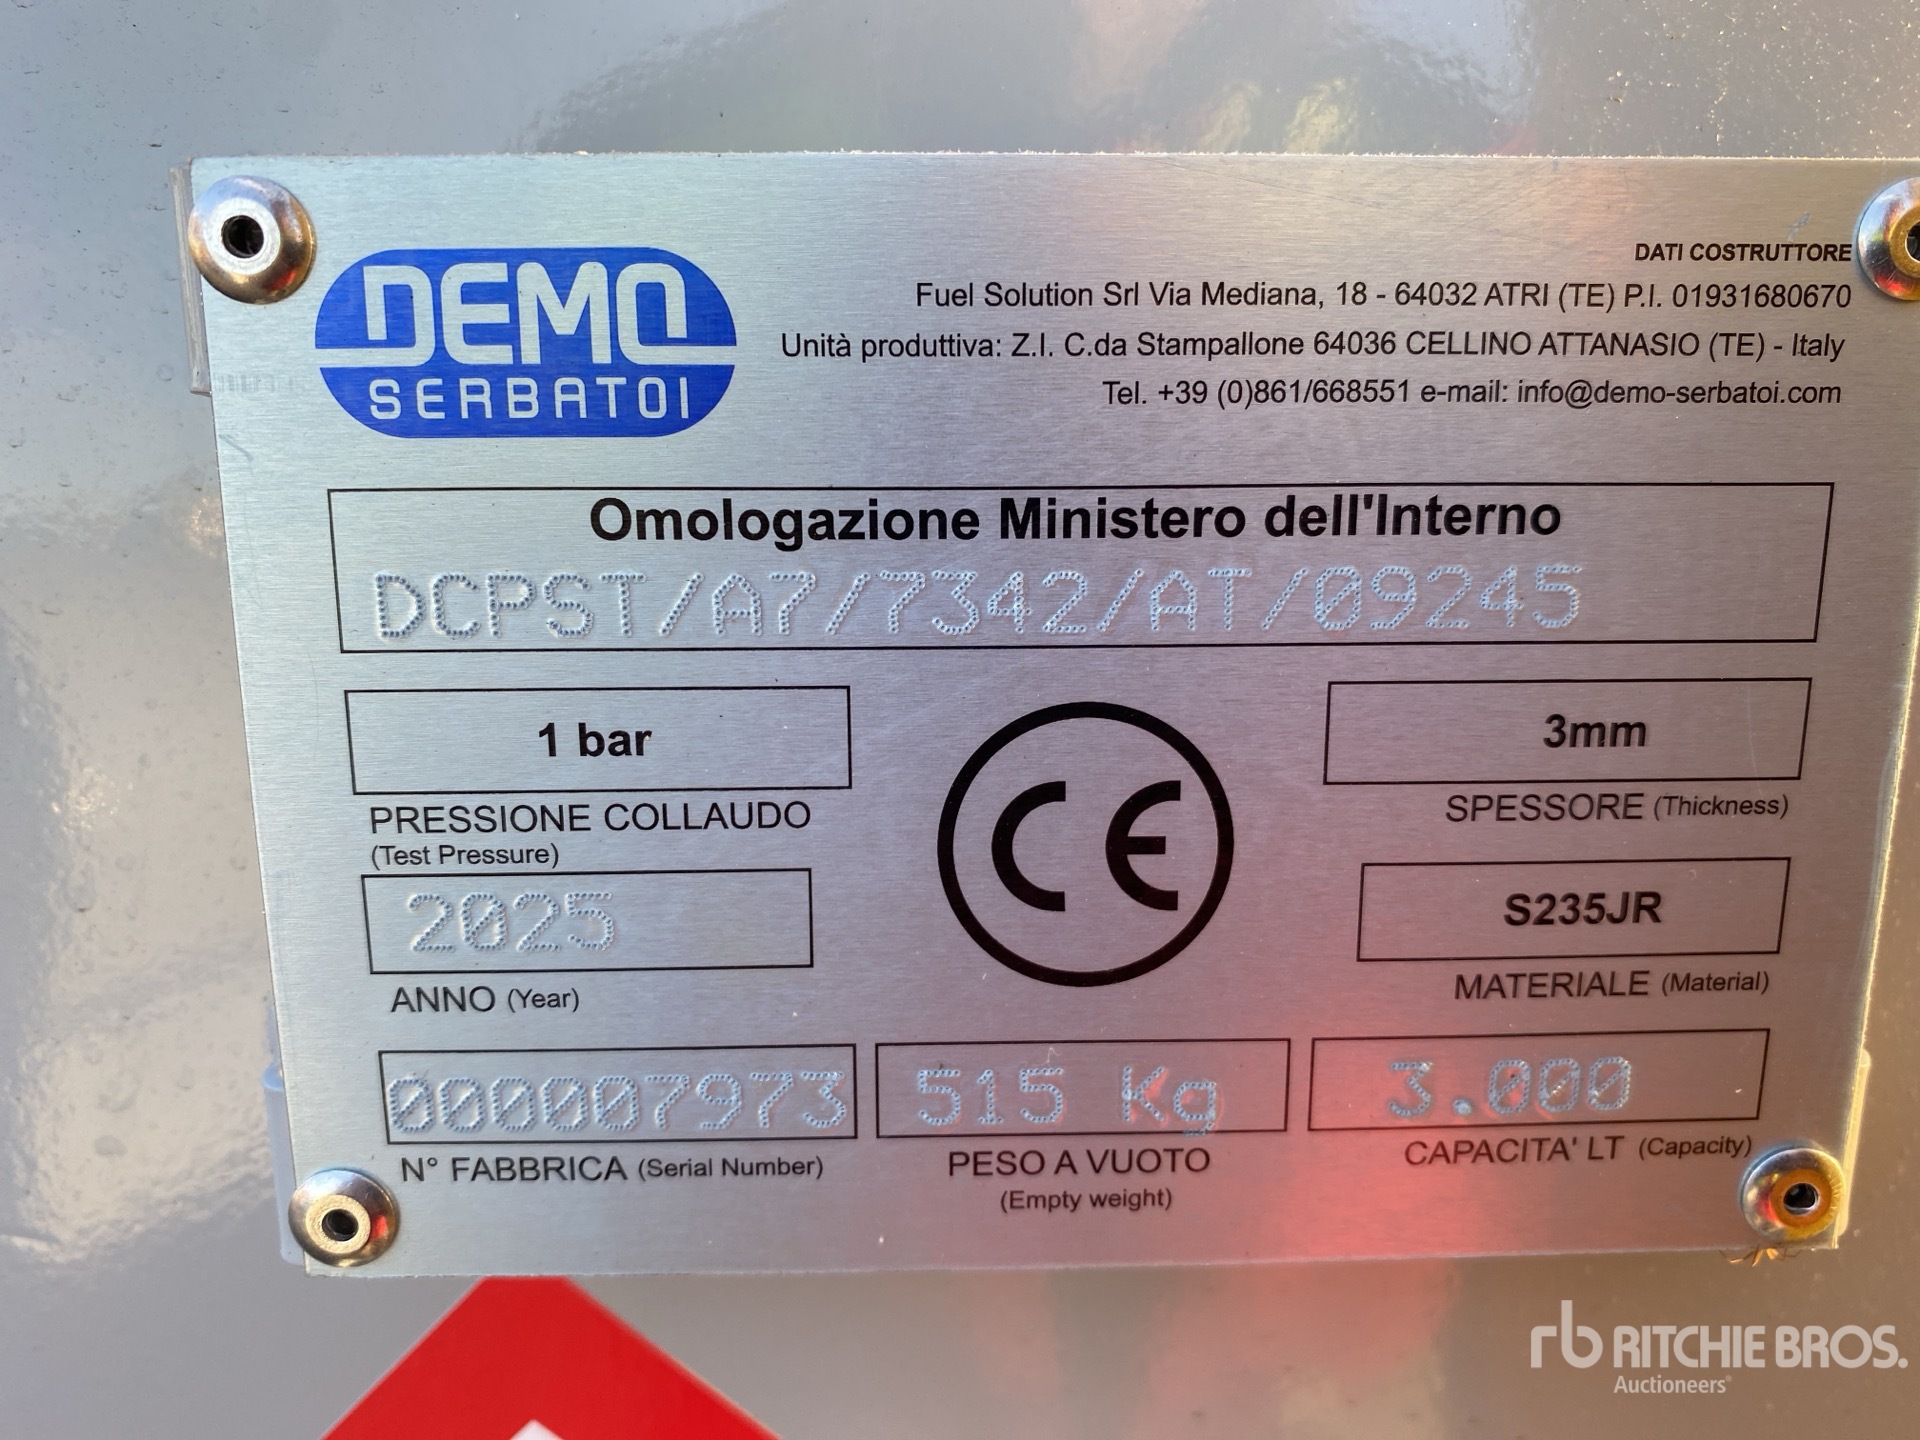 DEMO
SERBATOI
DATI COSTRUTTORE
Fuel Solution Srl Via Mediana, 18 - 64032 ATRI (TE) P.I. 01931680670
Unità produttiva: Z.I. C.da Stampallone 64036 CELLINO ATTANASIO (TE) - Italy
Tel. +39 (0)861/668551 e-mail: info@demo-serbatoi.com
Omologazione Ministero dell'Interno
DCPST/A7/7342/AT/09245
1 bar
PRESSIONE COLLAUDO
(Test Pressure)
CE
3mm
SPESSORE (Thickness)
2025
ANNO (Year)
S235JR
MATERIALE (Material)
000007973
N° FABBRICA (Serial Number)
515 Kg
PESO A VUOTO
(Empty weight)
3.000
CAPACITA' LT (Capacity)
rb RITCHIE BROS.
Auctioneers